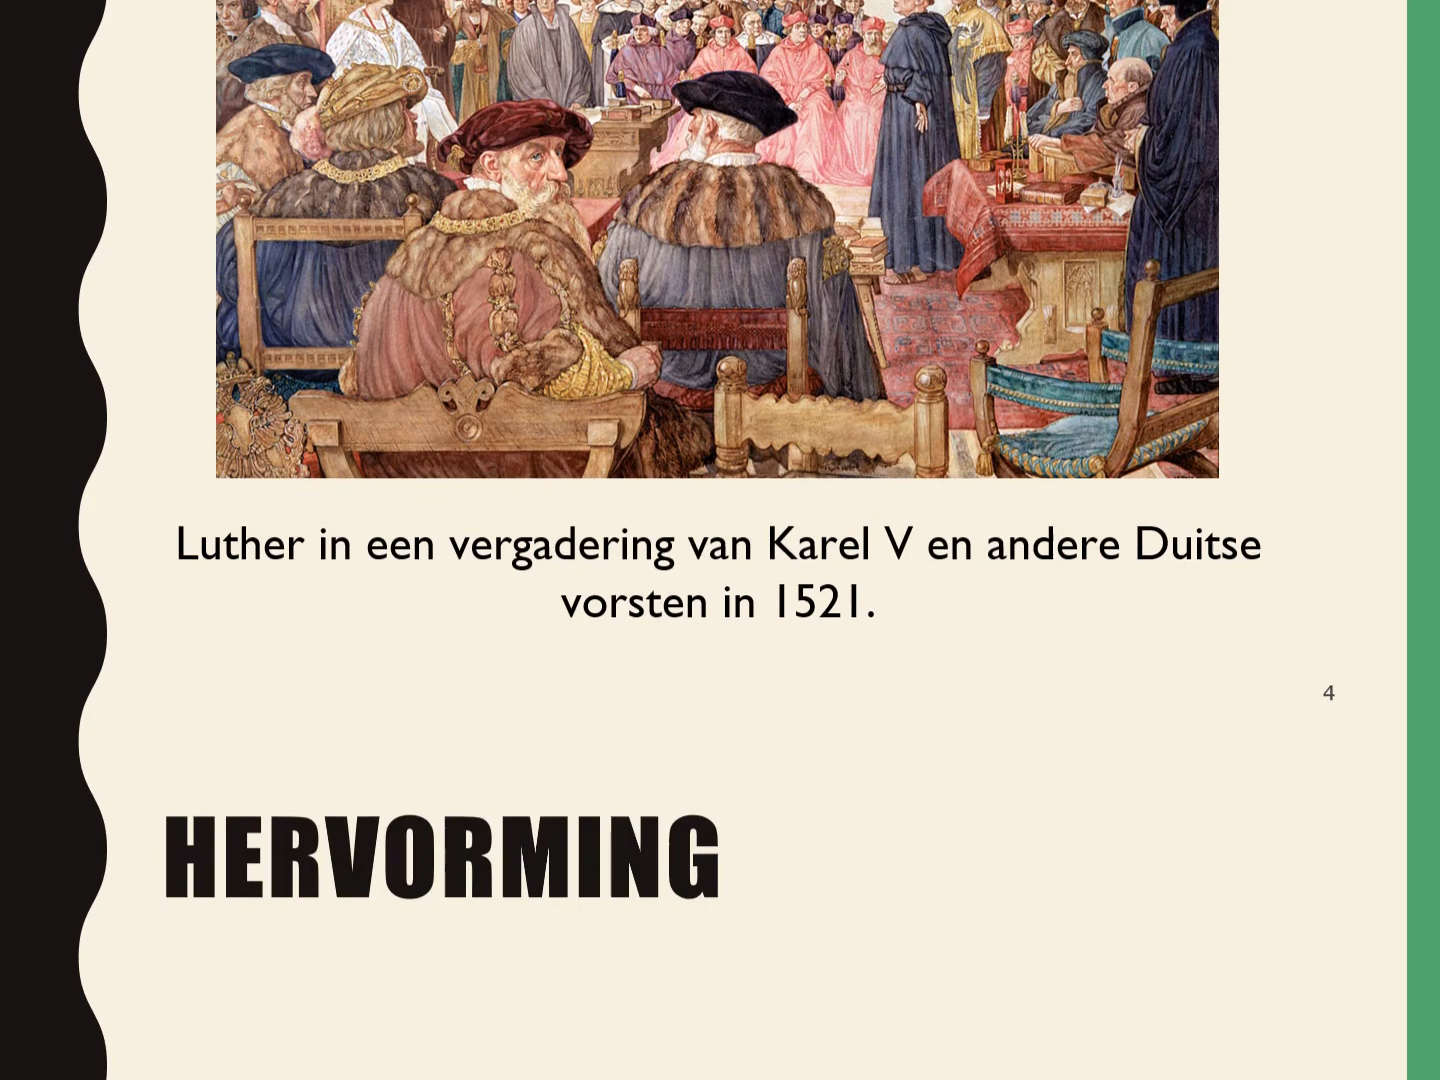 Luther in een vergadering van Karel V en andere Duitse
vorsten in 1521.
4
HERVORMING